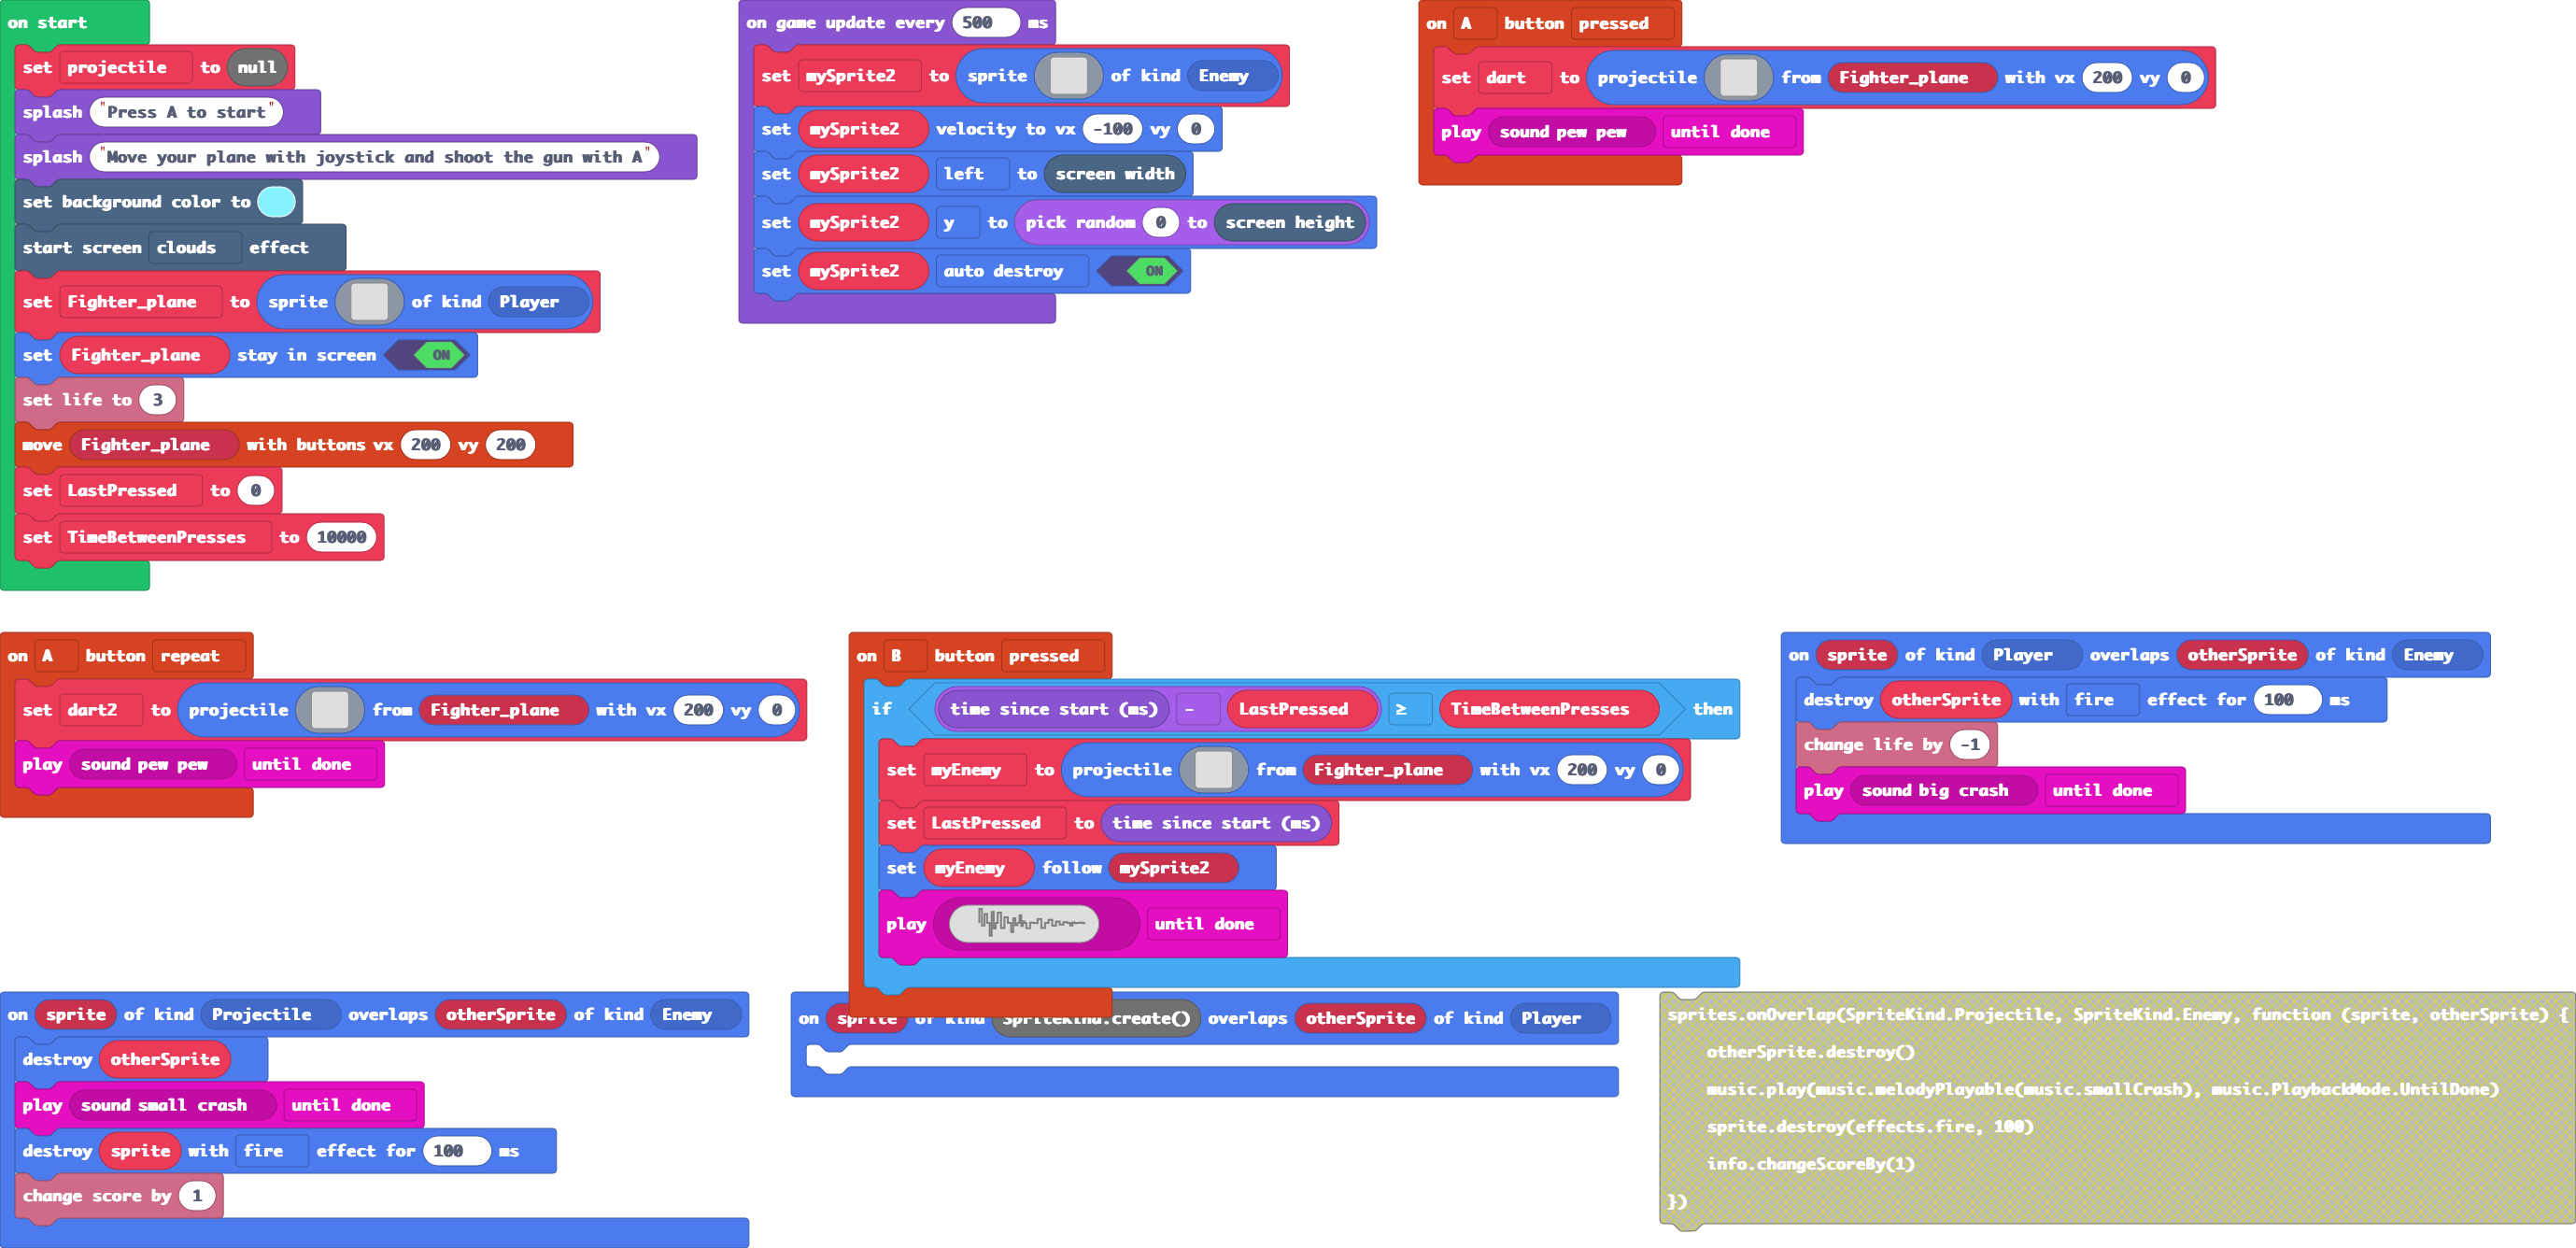 on start
set projectile to null
splash "Press A to start"
splash "Move your plane with joystick and shoot the gun with A"
set background color to
start screen clouds effect
set Fighter_plane to sprite of kind Player
set Fighter_plane stay in screen ON
set life to 3
move Fighter_plane with buttons vx 200 vy 200
set LastPressed to 0
set TimeBetweenPresses to 10000
on game update every 500 ms
set mySprite2 to sprite of kind Enemy
set mySprite2 velocity to vx -100 vy 0
set mySprite2 left to screen width
set mySprite2 y to pick random 0 to screen height
set mySprite2 auto destroy ON
on A button pressed
set dart to projectile from Fighter_plane with vx 200 vy 0
play sound pew pew until done
on A button repeat
set dart2 to projectile from Fighter_plane with vx 200 vy 0
play sound pew pew until done
on B button pressed
if time since start (ms) - LastPressed ≥ TimeBetweenPresses then
set myEnemy to projectile from Fighter_plane with vx 200 vy 0
set LastPressed to time since start (ms)
set myEnemy follow mySprite2
play until done
on sprite of kind Player overlaps otherSprite of kind Enemy
destroy otherSprite with fire effect for 100 ms
change life by -1
play sound big crash until done
on sprite of kind Projectile overlaps otherSprite of kind Enemy
destroy otherSprite
play sound small crash until done
destroy sprite with fire effect for 100 ms
change score by 1
on sprite of kind SpriteKind.create() overlaps otherSprite of kind Player
sprites.onOverlap(SpriteKind.Projectile, SpriteKind.Enemy, function (sprite, otherSprite) {
otherSprite.destroy()
music.play(music.melodyPlayable(music.smallCrash), music.PlaybackMode.UntilDone)
sprite.destroy(effects.fire, 100)
info.changeScoreBy(1)
})